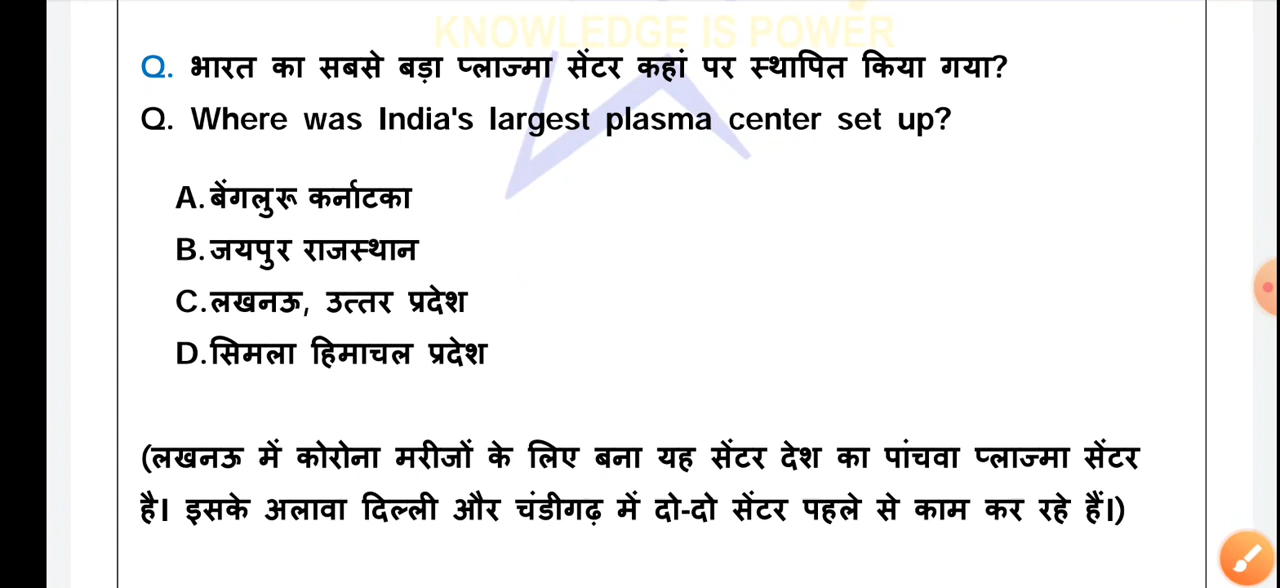 KNOWLEDGE IS POWER
Q. भारत का सबसे बड़ा प्लाज्मा सेंटर कहां पर स्थापित किया गया?
Q. Where was India's largest plasma center set up?
A.बेंगलुरू कर्नाटका
B.जयपुर राजस्थान
C.लखनऊ, उत्तर प्रदेश
D.सिमला हिमाचल प्रदेश
(लखनऊ में कोरोना मरीजों के लिए बना यह सेंटर देश का पांचवा प्लाज्मा सेंटर
है। इसके अलावा दिल्ली और चंडीगढ़ में दो-दो सेंटर पहले से काम कर रहे हैं।)